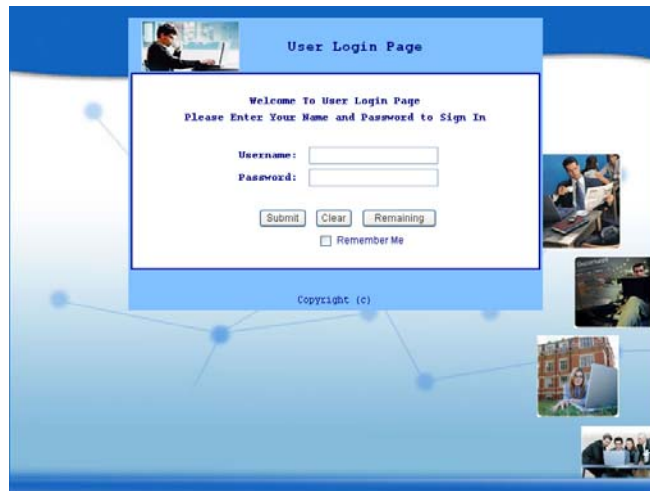 User Login Page
Welcome To User Login Page
Please Enter Your Name and Password to Sign In
Username:
Password:
Submit Clear Remaining
Remember Me
Copyright (c)